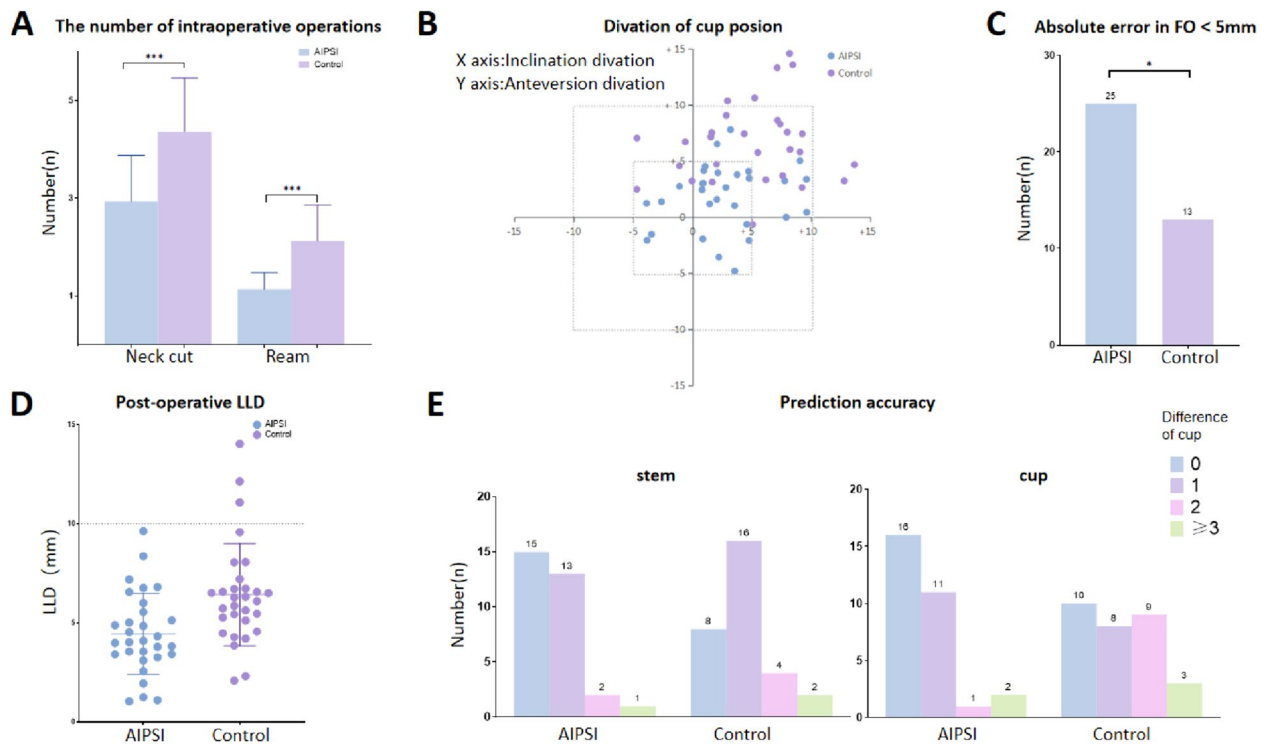 A
The number of intraoperative operations
AIPSI
Control
***
***
Number(n)
5
3
1
Neck cut
Ream
B
Divation of cup posion
X axis:Inclination divation
Y axis:Anteversion divation
AIPSI
Control
+15
+10
+5
0
-5
-10
-15
-15
-10
-5
0
+5
+10
+15
C
Absolute error in FO < 5mm
*
25
13
Number(n)
30
20
10
0
AIPSI
Control
D
Post-operative LLD
AIPSI
Control
LLD (mm)
15
10
5
0
AIPSI
Control
E
Prediction accuracy
Difference
of cup
0
1
2
⩾3
stem
Number(n)
20
15
10
5
0
15
13
2
1
8
16
4
2
AIPSI
Control
cup
20
15
10
5
0
16
11
1
2
10
8
9
3
AIPSI
Control